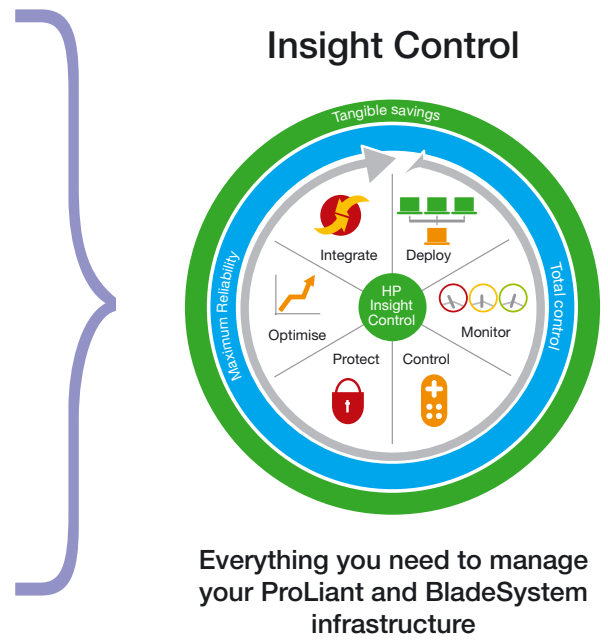 Insight Control
Tangible savings
Maximum Reliability
Total control
Integrate
Deploy
HP
Insight
Control
Optimise
Monitor
Protect
Control
Everything you need to manage
your ProLiant and BladeSystem
infrastructure